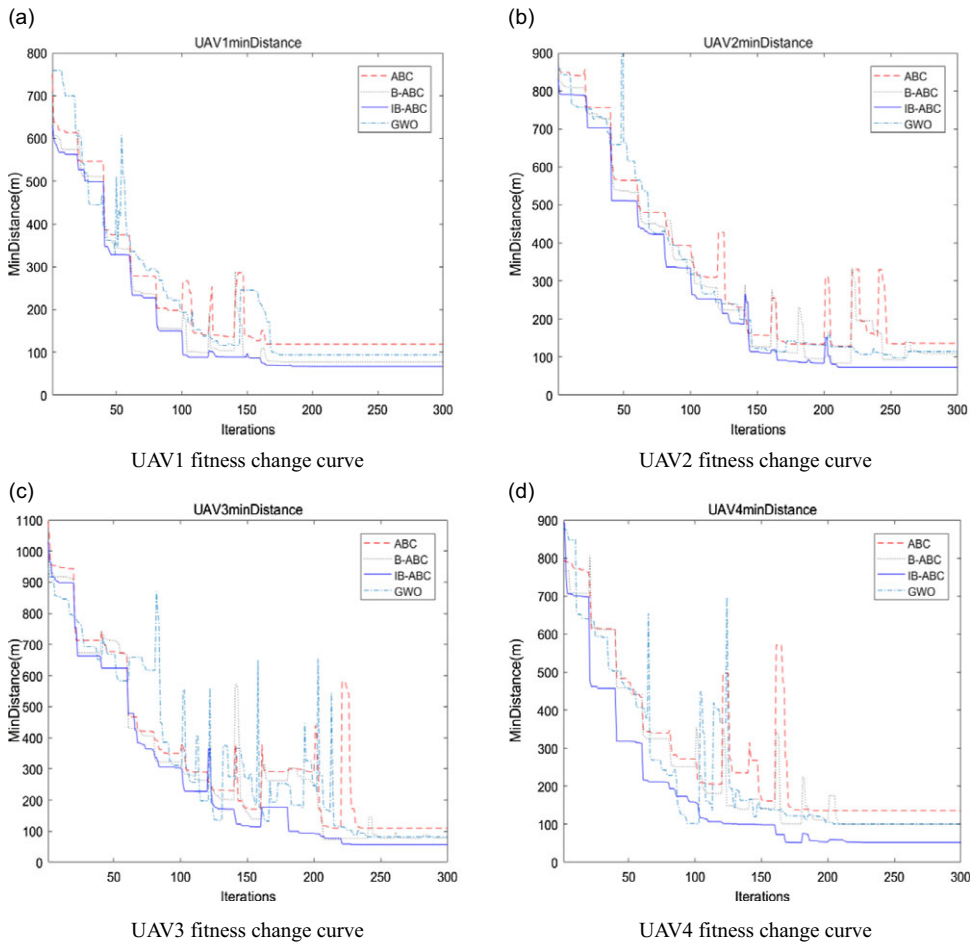 (a)
UAV1minDistance
800
700
600
500
400
300
200
100
0
MinDistance(m)
ABC
B-ABC
IB-ABC
GWO
50 100 150 200 250 300
Iterations
UAV1 fitness change curve
(b)
UAV2minDistance
900
800
700
600
500
400
300
200
100
0
MinDistance(m)
ABC
B-ABC
IB-ABC
GWO
50 100 150 200 250 300
Iterations
UAV2 fitness change curve
(c)
UAV3minDistance
1100
1000
900
800
700
600
500
400
300
200
100
0
MinDistance(m)
ABC
B-ABC
IB-ABC
GWO
50 100 150 200 250 300
Iterations
UAV3 fitness change curve
(d)
UAV4minDistance
900
800
700
600
500
400
300
200
100
0
MinDistance(m)
ABC
B-ABC
IB-ABC
GWO
50 100 150 200 250 300
Iterations
UAV4 fitness change curve